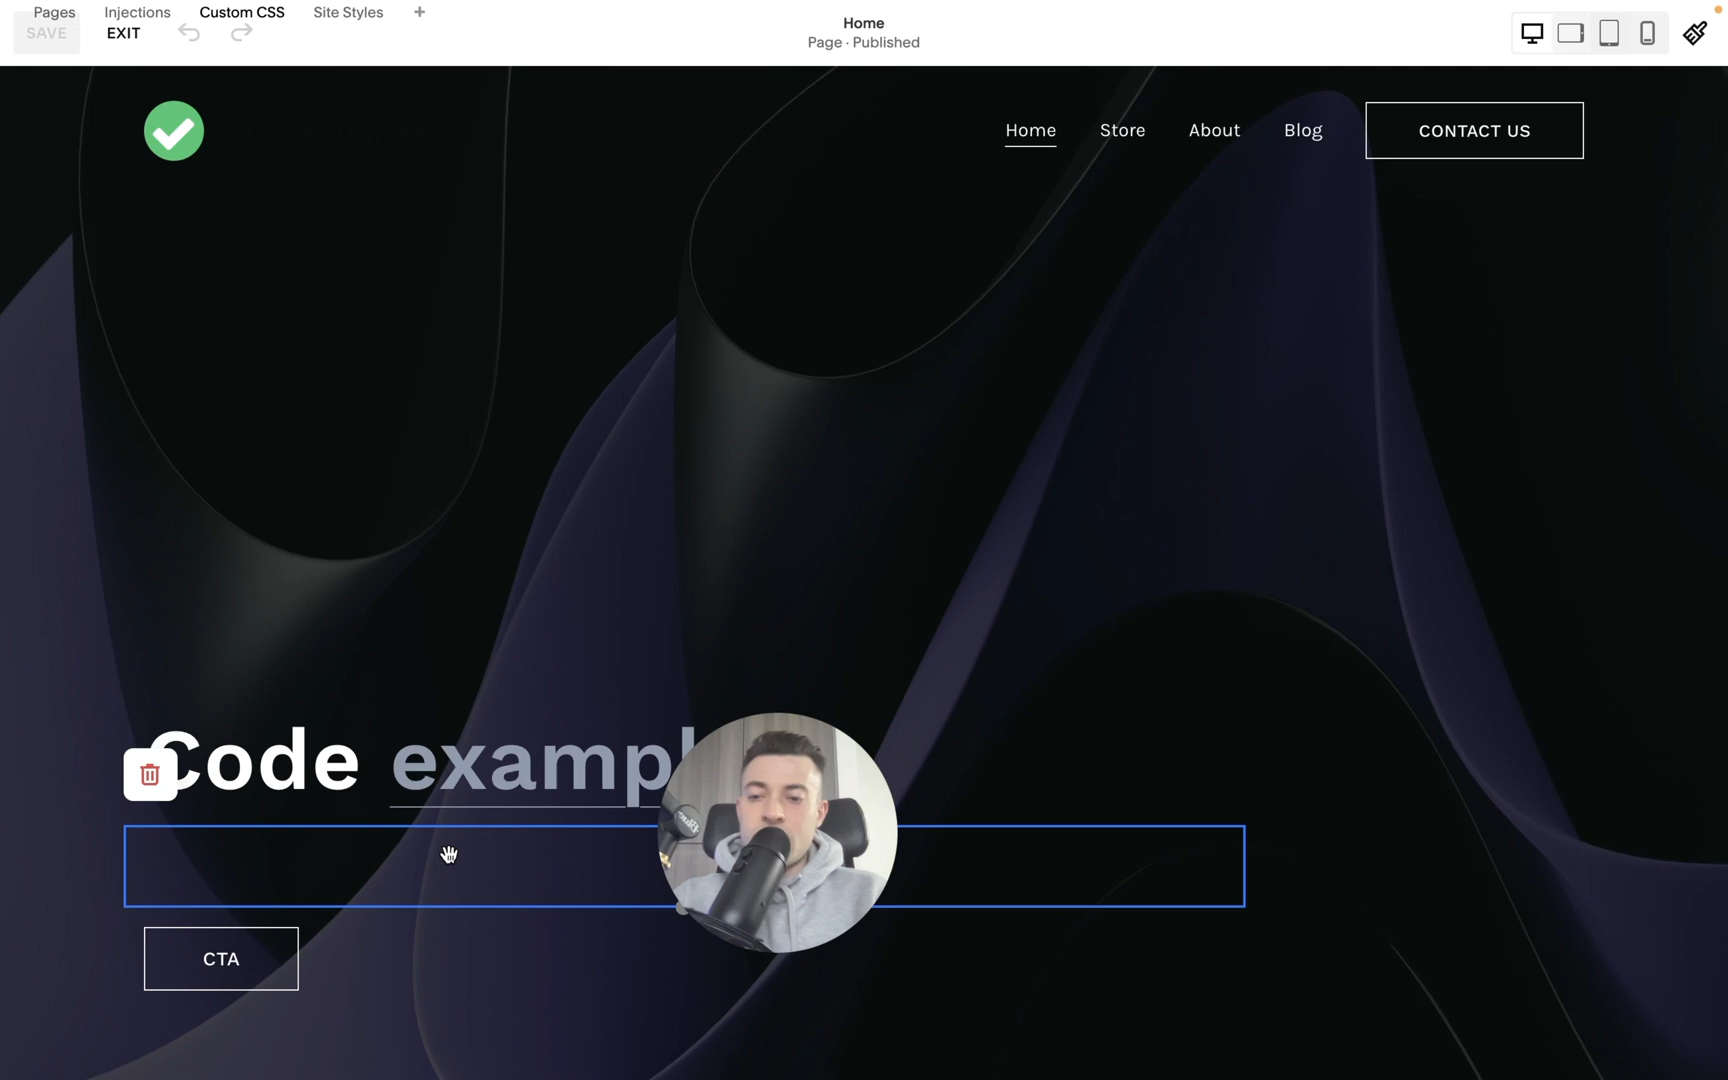 Pages Injections Custom CSS Site Styles +
SAVE EXIT
Home
Page · Published
Home Store About Blog CONTACT US
Code exampl
CTA